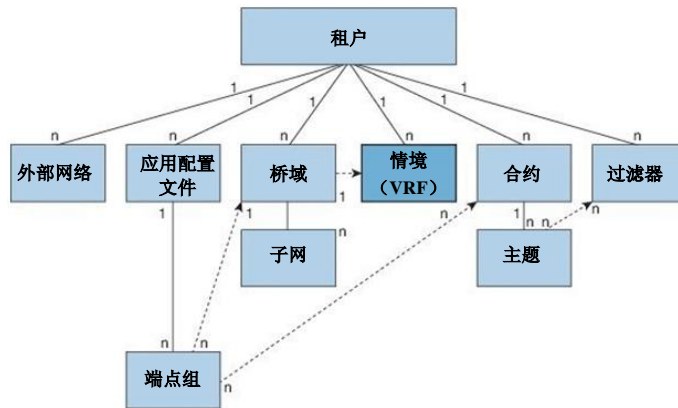 租户
1 1 1 1 1 1
n n n n n n
外部网络
应用配置
文件
桥域
情境
（VRF）
合约
过滤器
1 1 1 1 n n n
子网
n
主题
n n n
端点组
n